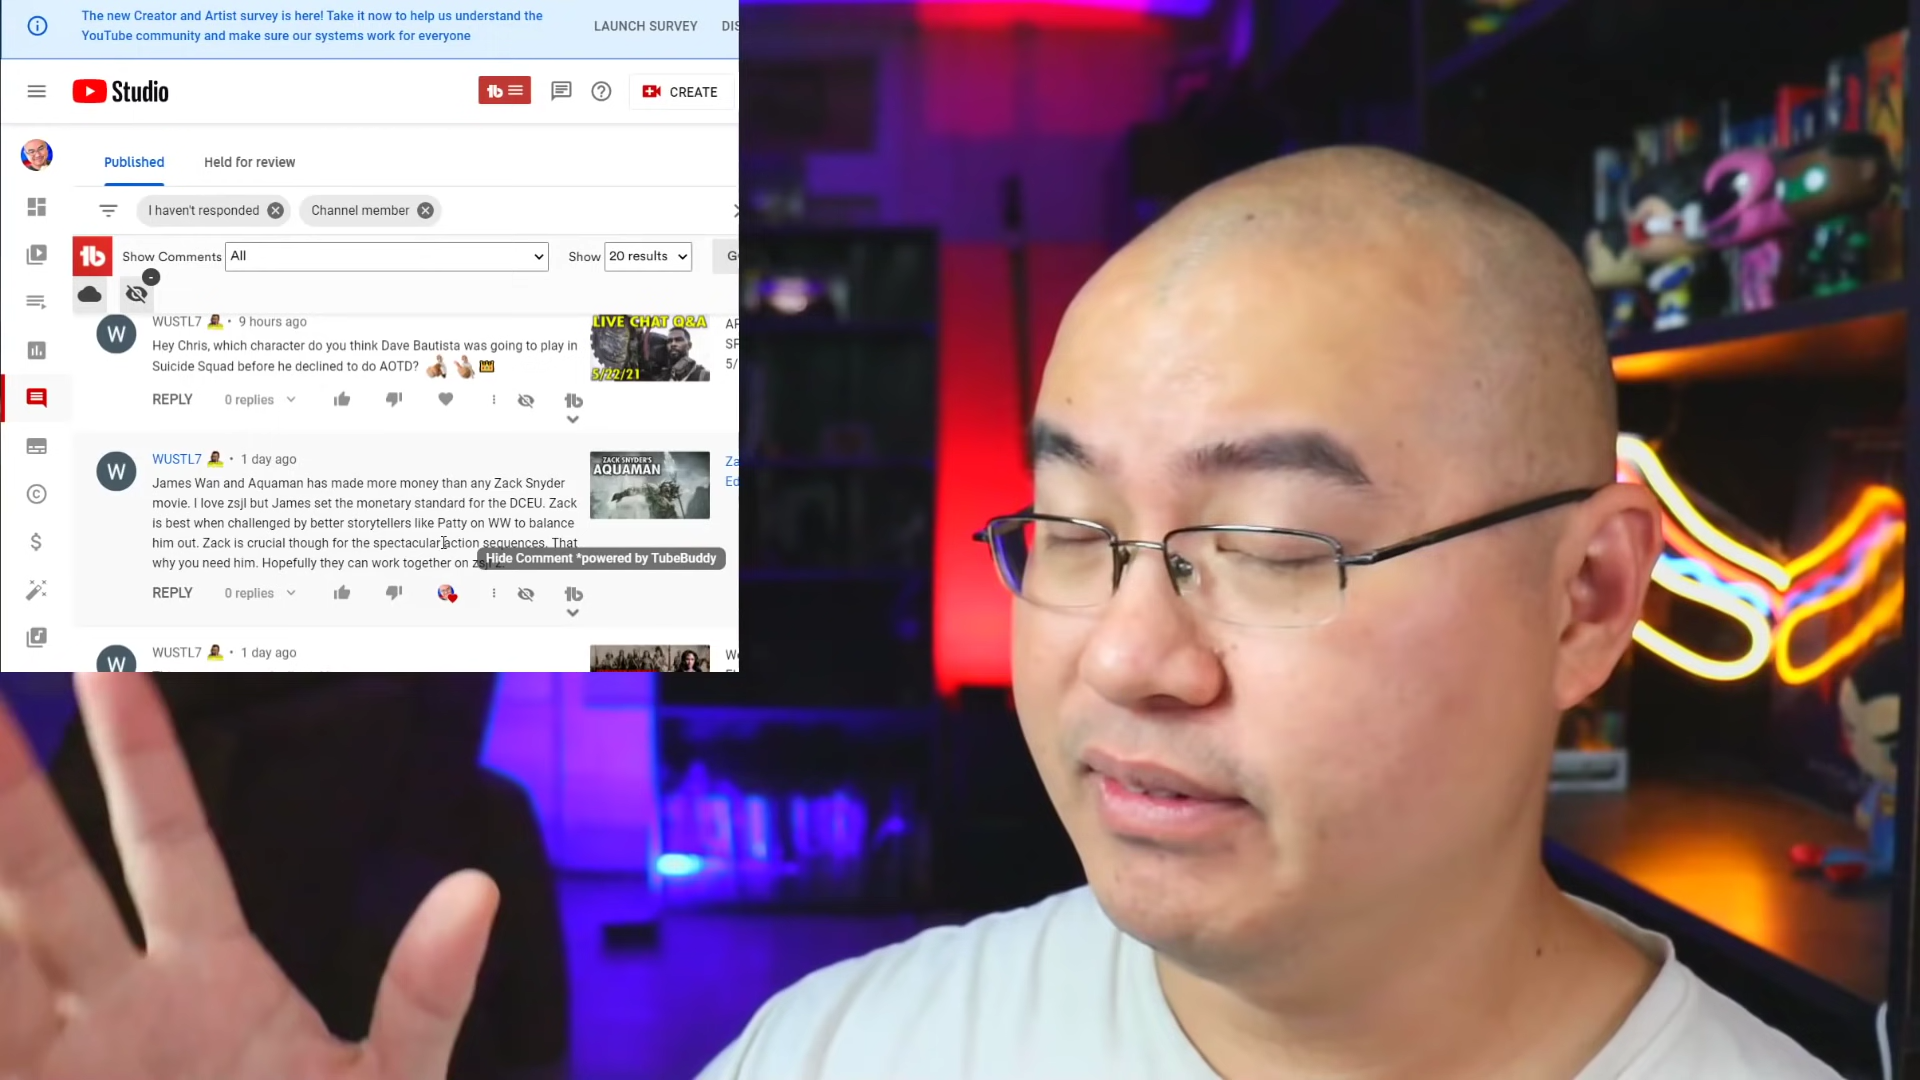 The new Creator and Artist survey is here! Take it now to help us understand the
YouTube community and make sure our systems work for everyone
LAUNCH SURVEY
DIS
Studio
CREATE
Published
Held for review
I haven't responded
Channel member
Show Comments
All
Show
20 results
G
WUSTL7 • 9 hours ago
Hey Chris, which character do you think Dave Bautista was going to play in
Suicide Squad before he declined to do AOTD?
LIVE CHAT Q&A
5/22/21
5/
REPLY
0 replies
WUSTL7 • 1 day ago
James Wan and Aquaman has made more money than any Zack Snyder
movie. I love zsjl but James set the monetary standard for the DCEU. Zack
is best when challenged by better storytellers like Patty on WW to balance
him out. Zack is crucial though for the spectacular action sequences. That
why you need him. Hopefully they can work together on
ZACK SNYDER'S
AQUAMAN
Za
Ed
Hide Comment *powered by TubeBuddy
REPLY
0 replies
WUSTL7 • 1 day ago
W
W
W